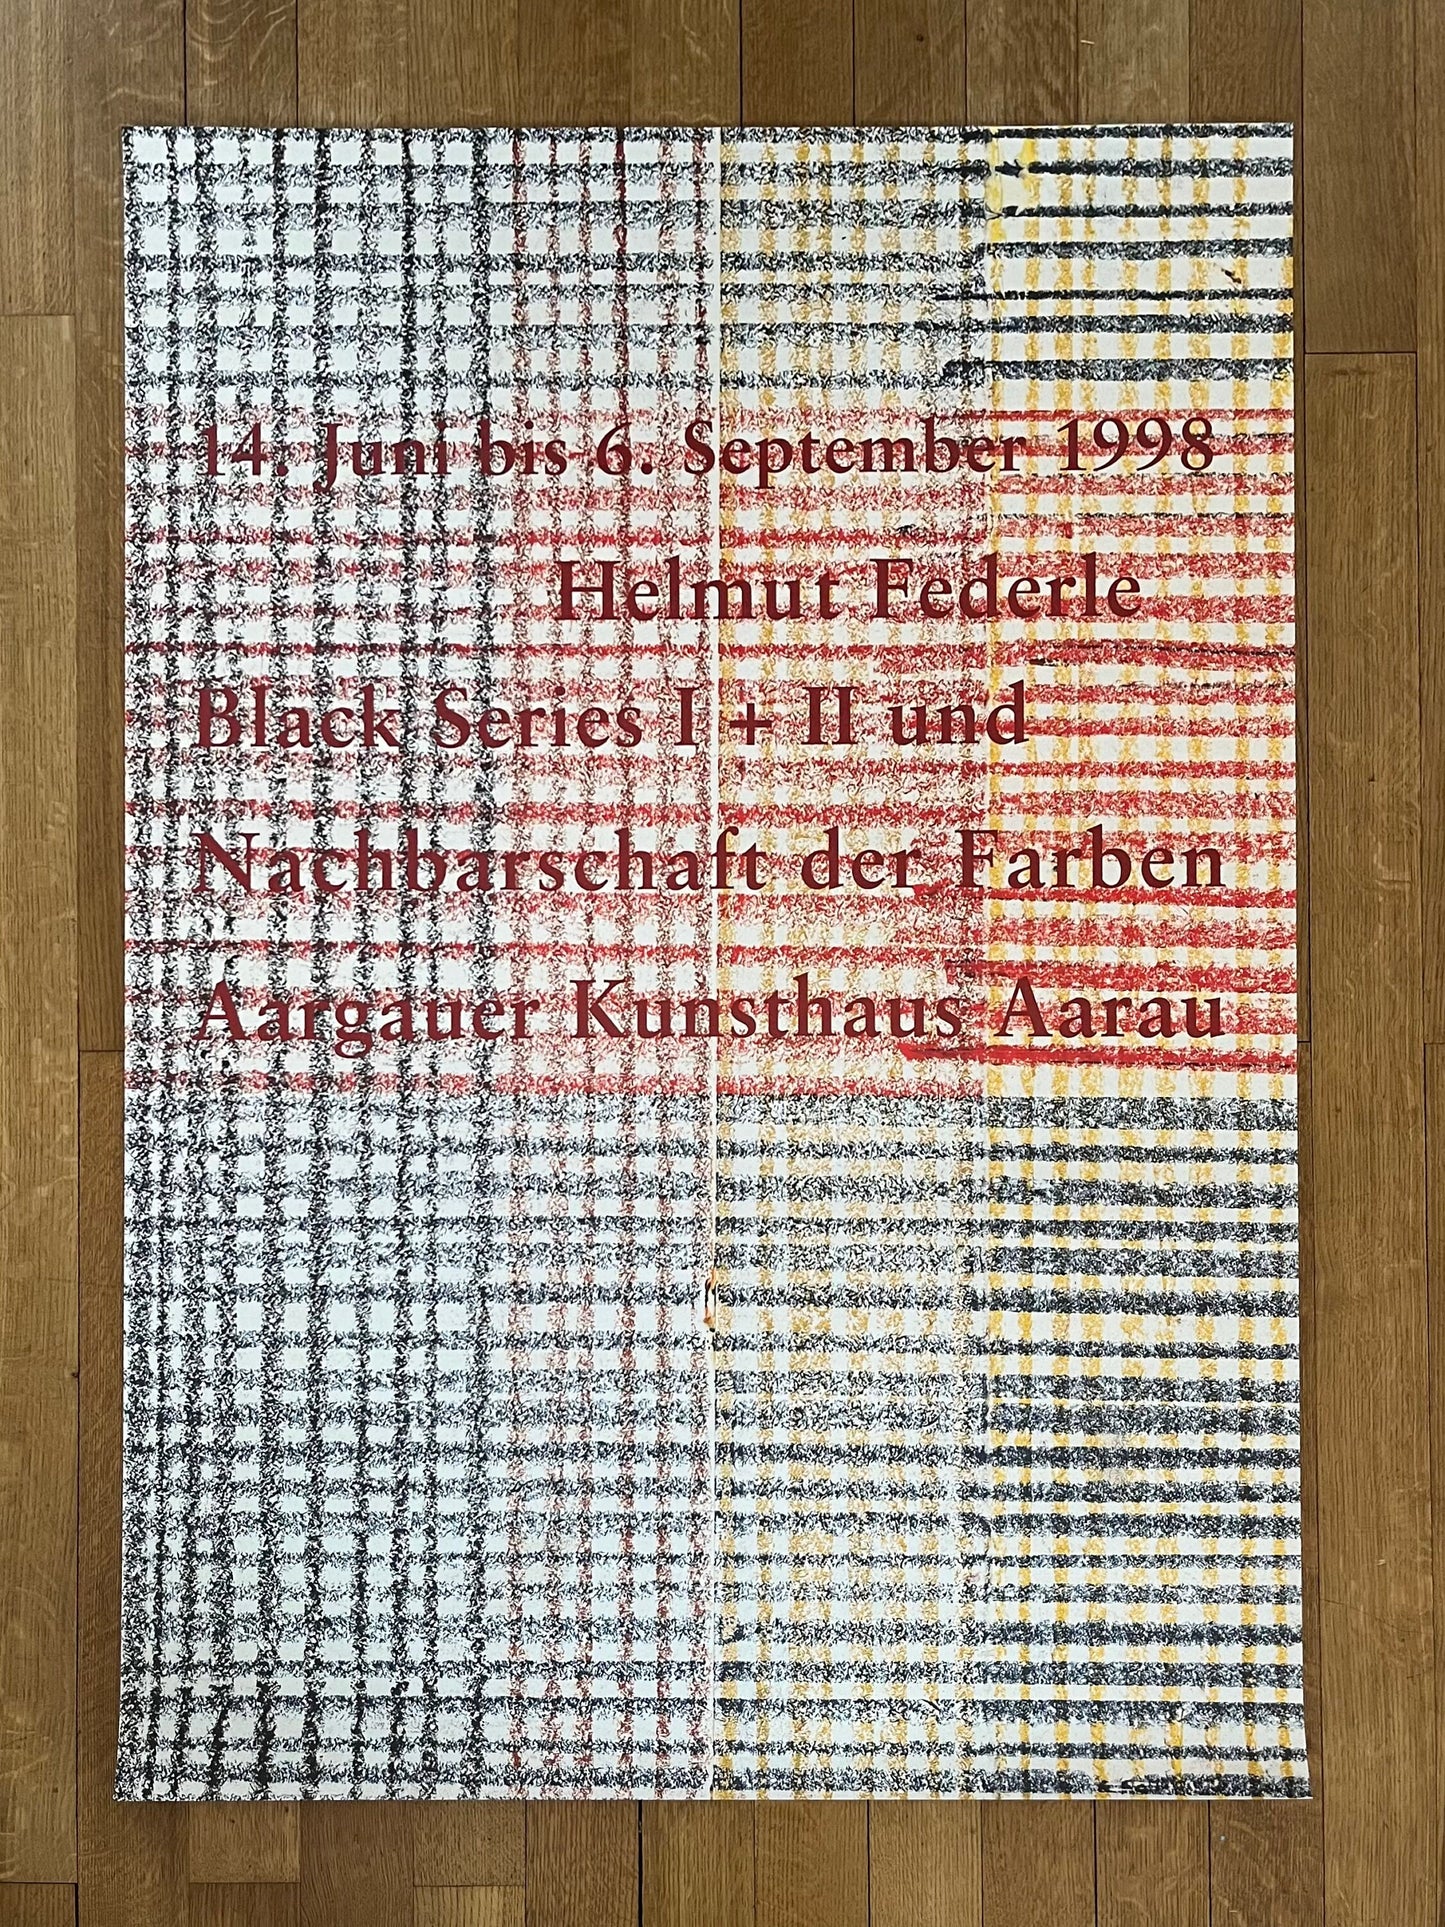 14. Juni bis 6. September 1998
Helmut Federle
Black Series I + II und
Nachbarschaft der Farben
Aargauer Kunsthaus Aarau